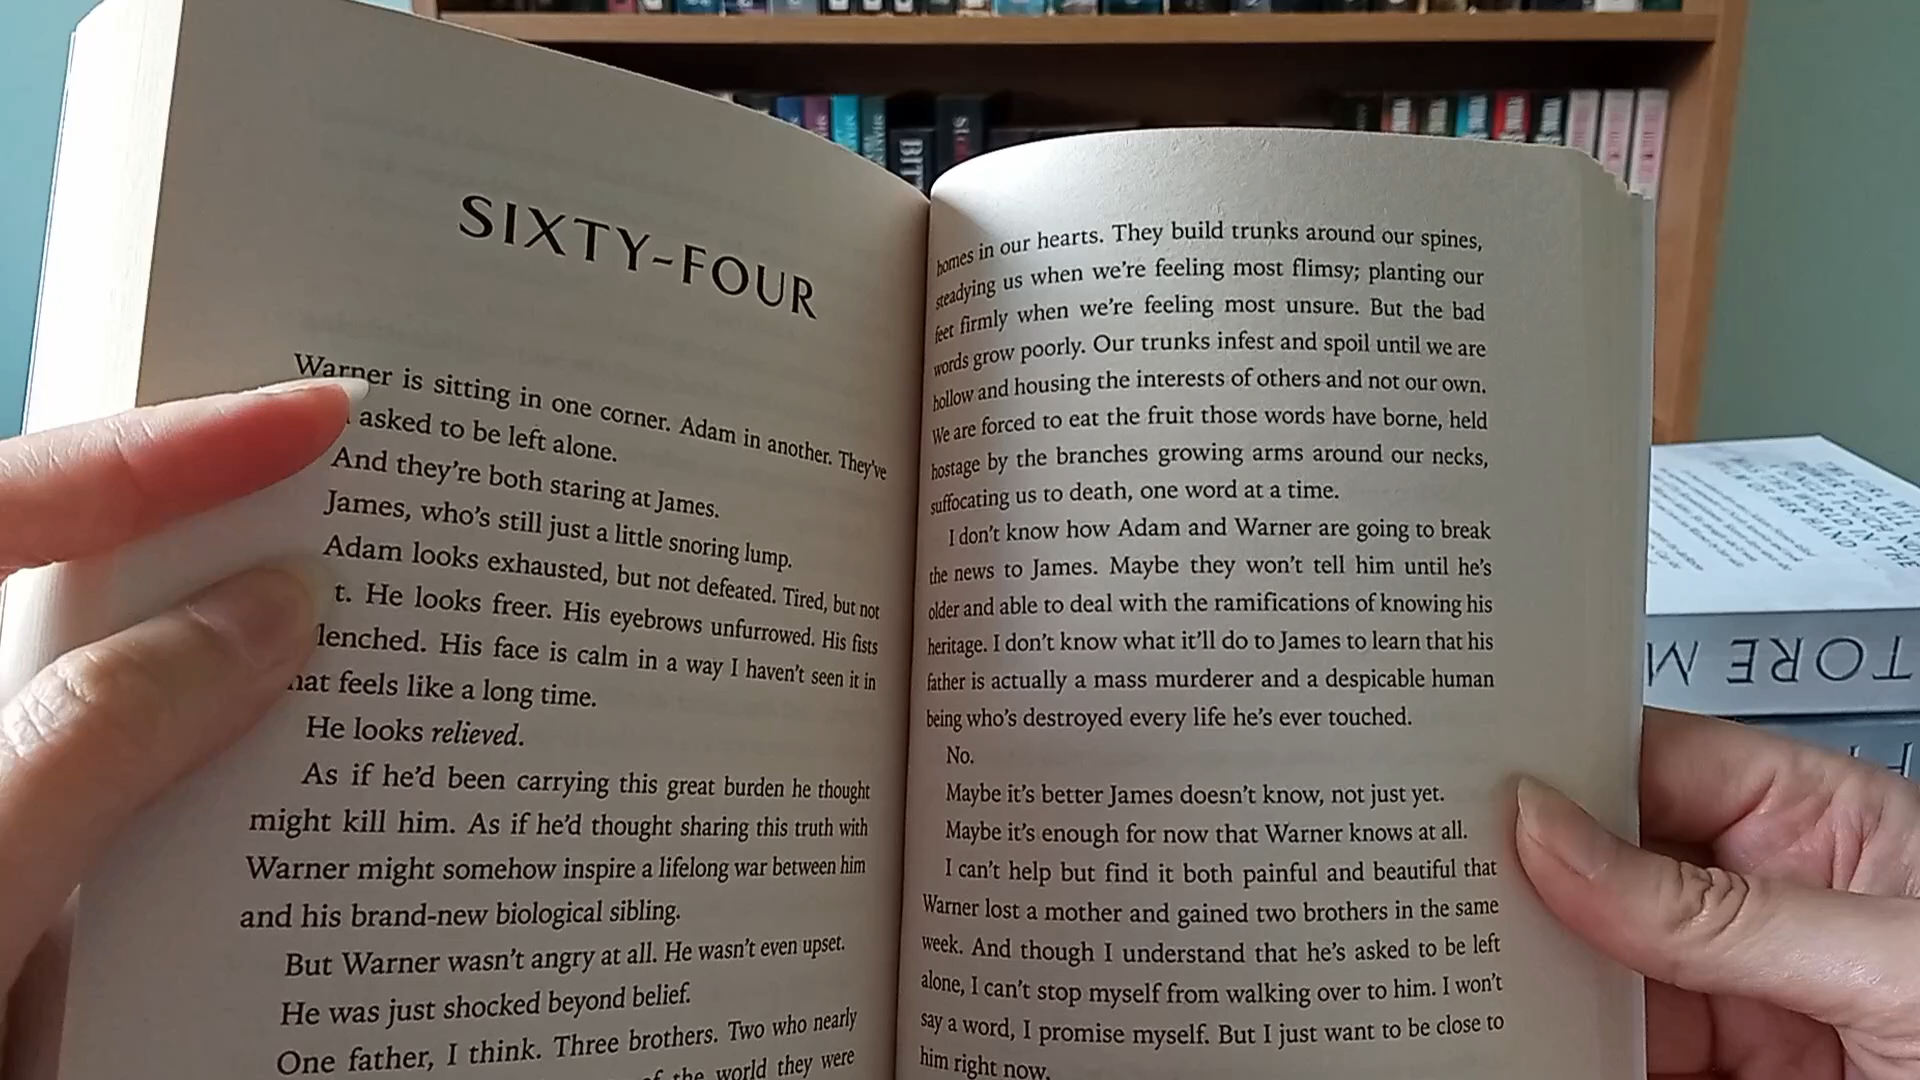 SIXTY-FOUR
Warner is sitting in one corner. Adam in another. They've
asked to be left alone.
And they're both staring at James.
James, who's still just a little snoring lump.
Adam looks exhausted, but not defeated. Tired, but not
t. He looks freer. His eyebrows unfurrowed. His fists
lenched. His face is calm in a way I haven't seen it in
hat feels like a long time.
He looks relieved.
As if he'd been carrying this great burden he thought
might kill him. As if he'd thought sharing this truth with
Warner might somehow inspire a lifelong war between him
and his brand-new biological sibling.
But Warner wasn't angry at all. He wasn't even upset.
He was just shocked beyond belief.
One father, I think. Three brothers. Two who nearly
of the world they were
homes in our hearts. They build trunks around our spines,
steadying us when we're feeling most flimsy; planting our
feet firmly when we're feeling most unsure. But the bad
words grow poorly. Our trunks infest and spoil until we are
hollow and housing the interests of others and not our own.
We are forced to eat the fruit those words have borne, held
hostage by the branches growing arms around our necks,
suffocating us to death, one word at a time.
I don't know how Adam and Warner are going to break
the news to James. Maybe they won't tell him until he's
older and able to deal with the ramifications of knowing his
heritage. I don't know what it'll do to James to learn that his
father is actually a mass murderer and a despicable human
being who's destroyed every life he's ever touched.
No.
Maybe it's better James doesn't know, not just yet.
Maybe it's enough for now that Warner knows at all.
I can't help but find it both painful and beautiful that
Warner lost a mother and gained two brothers in the same
week. And though I understand that he's asked to be left
alone, I can't stop myself from walking over to him. I won't
say a word, I promise myself. But I just want to be close to
him right now.
TORE M